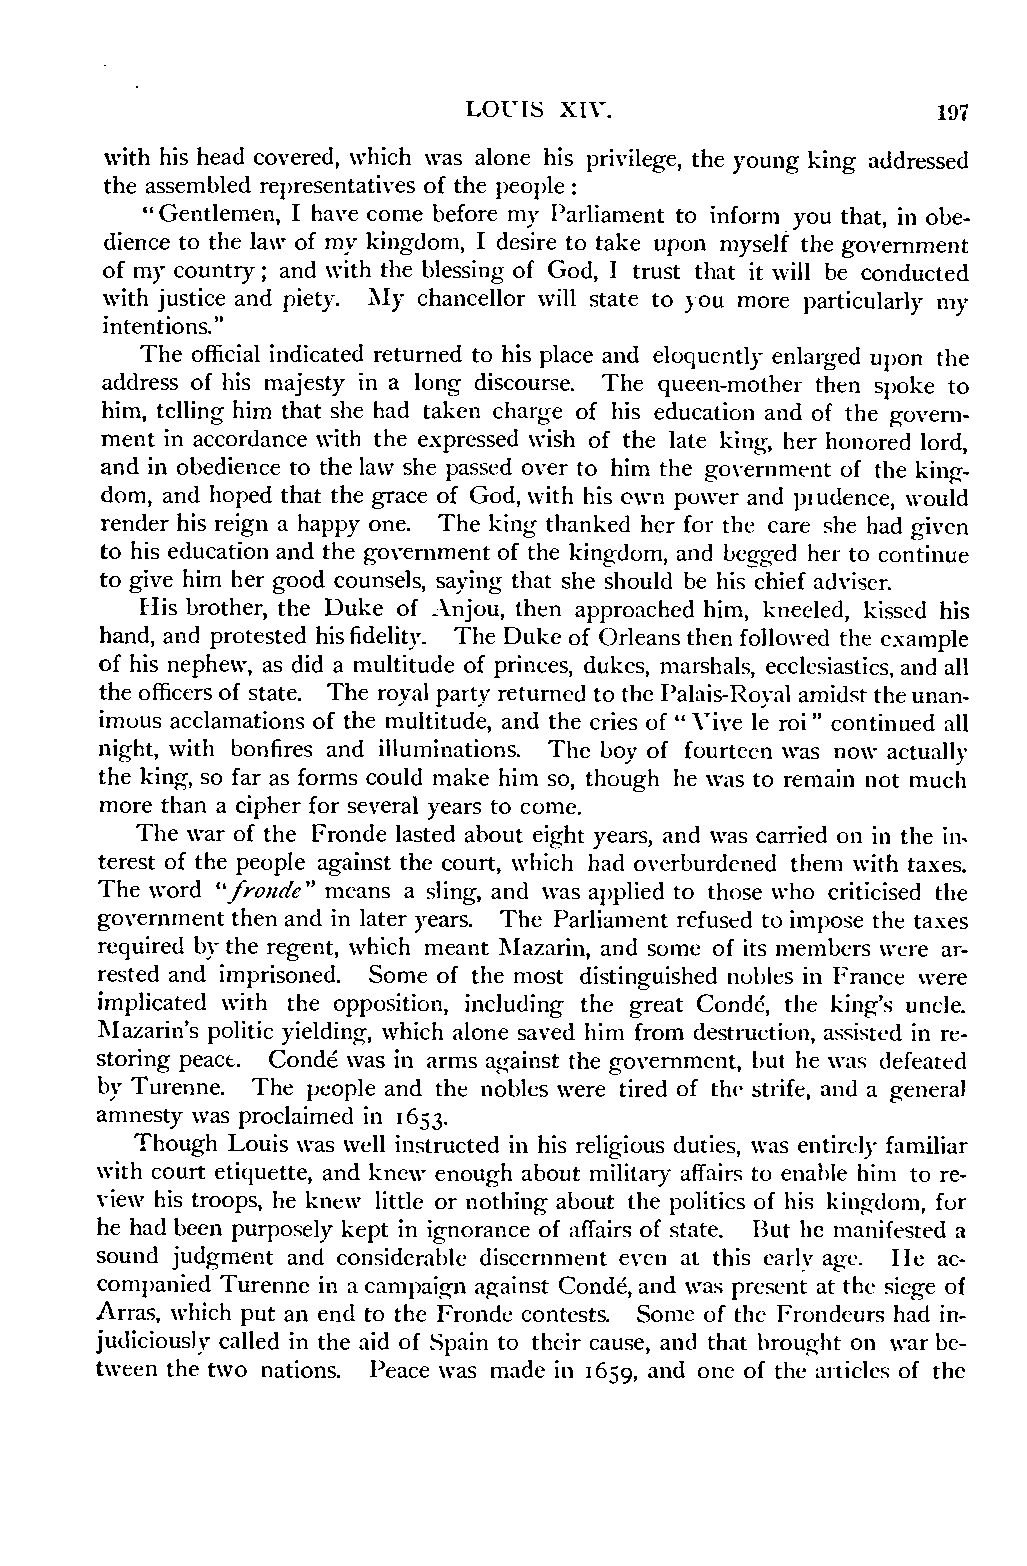 LOUIS XIV. 197
with his head covered, which was alone his privilege, the young king addressed
the assembled representatives of the people :
"Gentlemen, I have come before my Parliament to inform you that, in obe-
dience to the law of my kingdom, I desire to take upon myself the government
of my country ; and with the blessing of God, I trust that it will be conducted
with justice and piety. My chancellor will state to you more particularly my
intentions."
The official indicated returned to his place and eloquently enlarged upon the
address of his majesty in a long discourse. The queen-mother then spoke to
him, telling him that she had taken charge of his education and of the govern-
ment in accordance with the expressed wish of the late king, her honored lord,
and in obedience to the law she passed over to him the government of the king-
dom, and hoped that the grace of God, with his own power and prudence, would
render his reign a happy one. The king thanked her for the care she had given
to his education and the government of the kingdom, and begged her to continue
to give him her good counsels, saying that she should be his chief adviser.
His brother, the Duke of Anjou, then approached him, kneeled, kissed his
hand, and protested his fidelity. The Duke of Orleans then followed the example
of his nephew, as did a multitude of princes, dukes, marshals, ecclesiastics, and all
the officers of state. The royal party returned to the Palais-Royal amidst the unan-
imous acclamations of the multitude, and the cries of "Vive le roi" continued all
night, with bonfires and illuminations. The boy of fourteen was now actually
the king, so far as forms could make him so, though he was to remain not much
more than a cipher for several years to come.
The war of the Fronde lasted about eight years, and was carried on in the in-
terest of the people against the court, which had overburdened them with taxes.
The word "fronde" means a sling, and was applied to those who criticised the
government then and in later years. The Parliament refused to impose the taxes
required by the regent, which meant Mazarin, and some of its members were ar-
rested and imprisoned. Some of the most distinguished nobles in France were
implicated with the opposition, including the great Condé, the king's uncle.
Mazarin's politic yielding, which alone saved him from destruction, assisted in re-
storing peace. Condé was in arms against the government, but he was defeated
by Turenne. The people and the nobles were tired of the strife, and a general
amnesty was proclaimed in 1653.
Though Louis was well instructed in his religious duties, was entirely familiar
with court etiquette, and knew enough about military affairs to enable him to re-
view his troops, he knew little or nothing about the politics of his kingdom, for
he had been purposely kept in ignorance of affairs of state. But he manifested a
sound judgment and considerable discernment even at this early age. He ac-
companied Turenne in a campaign against Condé, and was present at the siege of
Arras, which put an end to the Fronde contests. Some of the Frondeurs had in-
judiciously called in the aid of Spain to their cause, and that brought on war be-
tween the two nations. Peace was made in 1659, and one of the articles of the